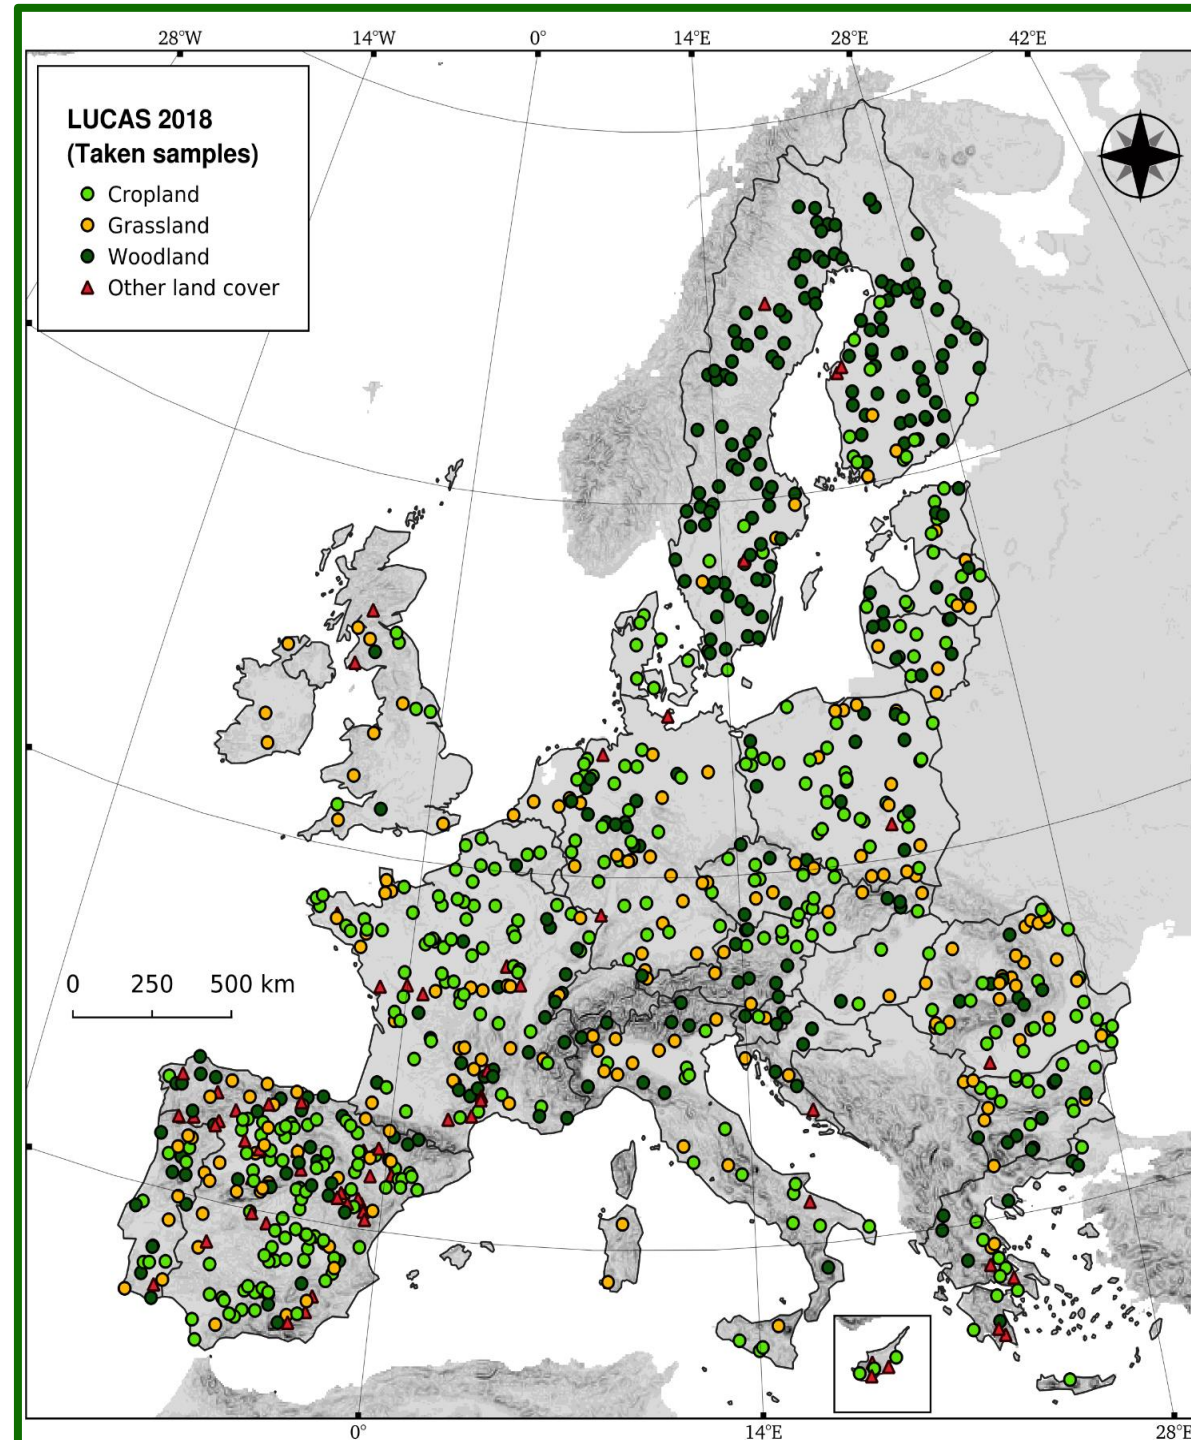 28°W 14°W 0° 14°E 28°E 42°E
LUCAS 2018
(Taken samples)
Cropland
Grassland
Woodland
Other land cover
0 250 500 km
0° 14°E 28°E